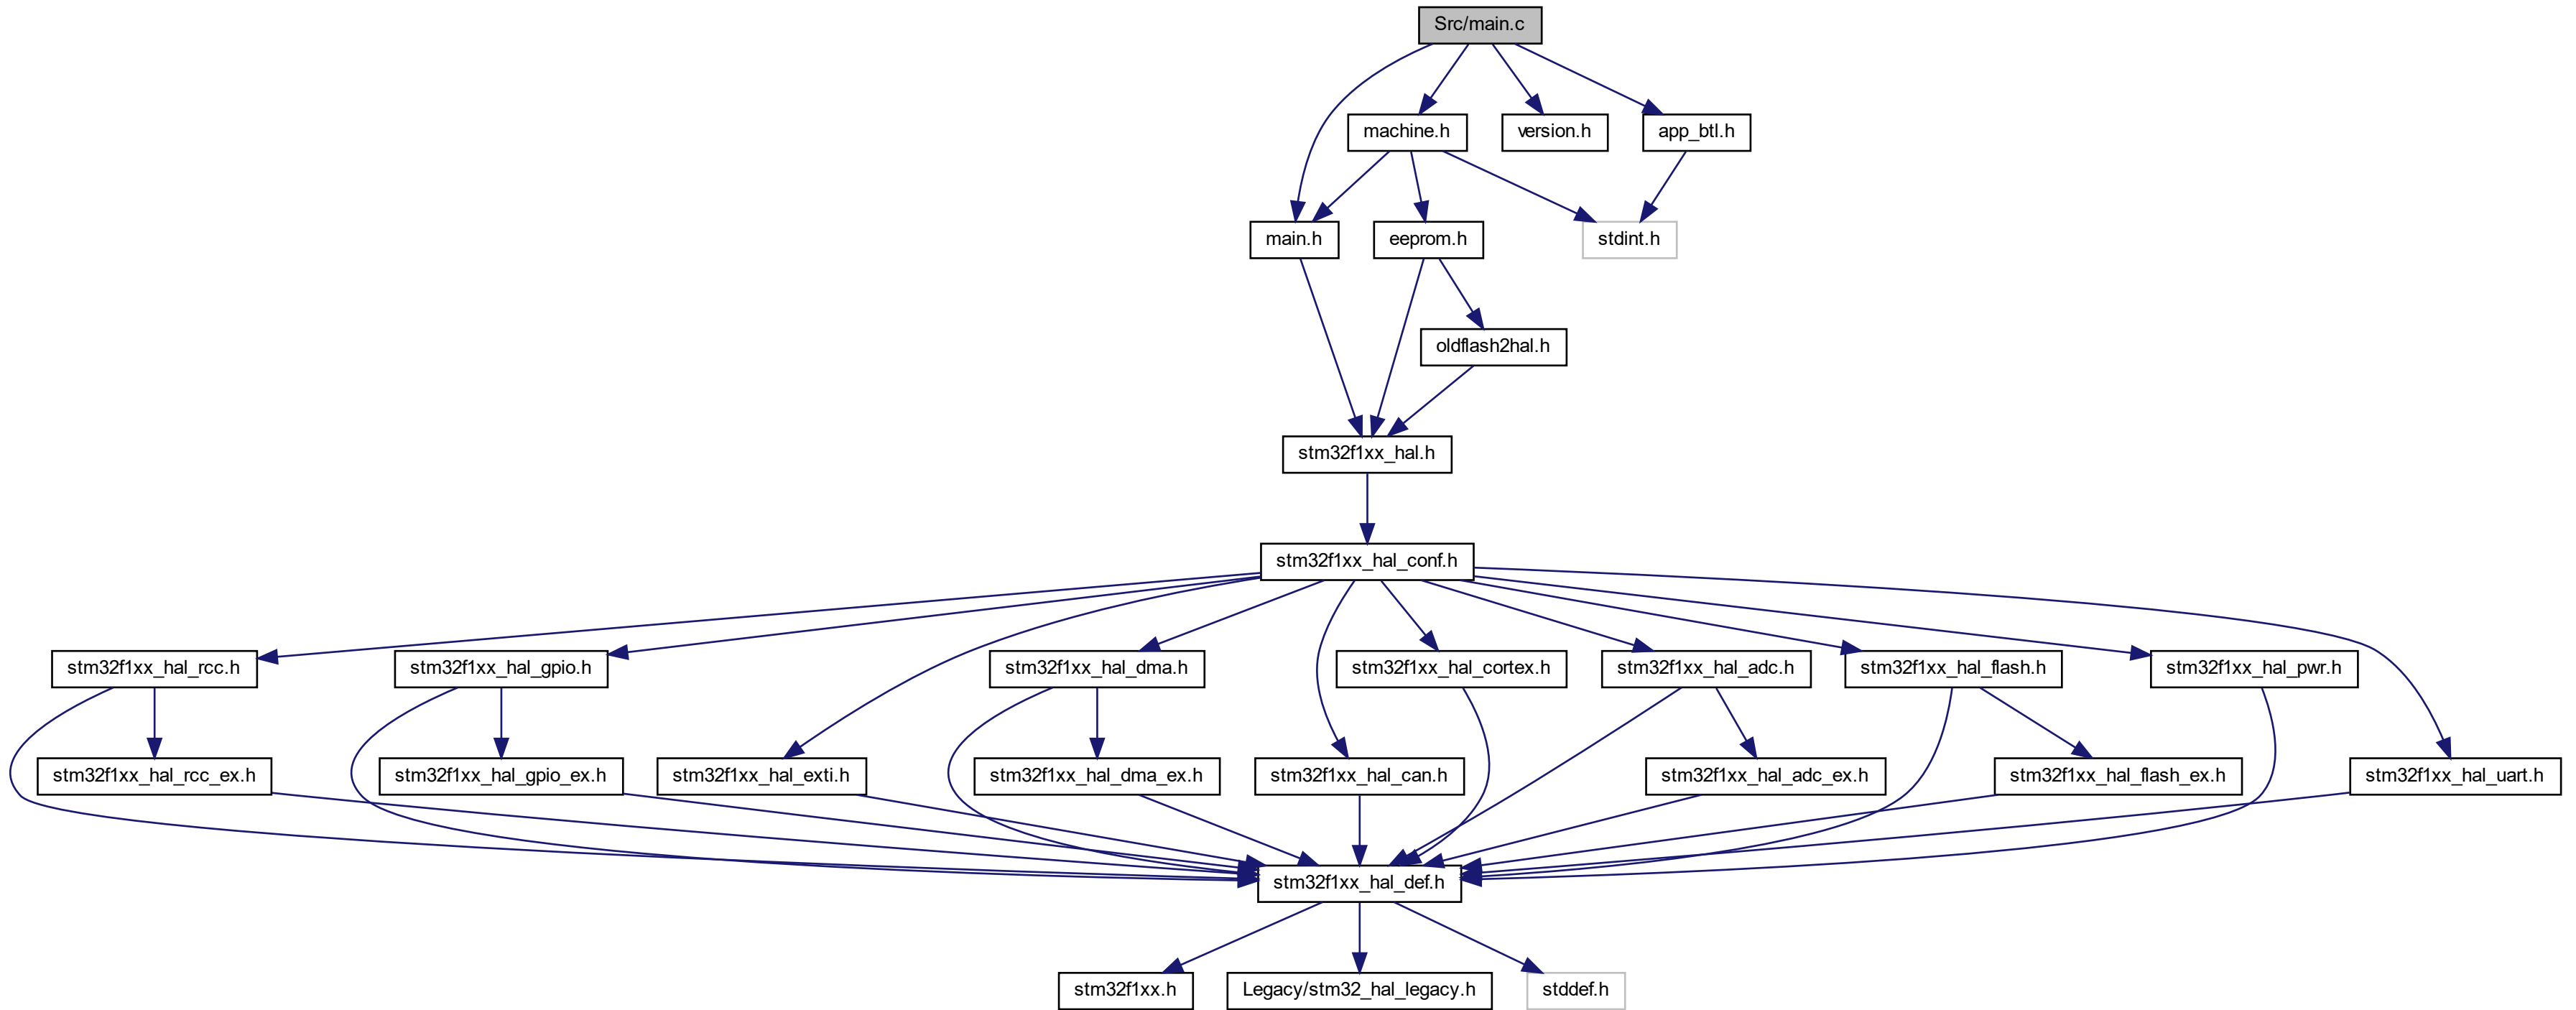 Src/main.c
machine.h
version.h
app_btl.h
main.h
eeprom.h
stdint.h
oldflash2hal.h
stm32f1xx_hal.h
stm32f1xx_hal_conf.h
stm32f1xx_hal_rcc.h
stm32f1xx_hal_gpio.h
stm32f1xx_hal_dma.h
stm32f1xx_hal_cortex.h
stm32f1xx_hal_adc.h
stm32f1xx_hal_flash.h
stm32f1xx_hal_pwr.h
stm32f1xx_hal_rcc_ex.h
stm32f1xx_hal_gpio_ex.h
stm32f1xx_hal_exti.h
stm32f1xx_hal_dma_ex.h
stm32f1xx_hal_can.h
stm32f1xx_hal_adc_ex.h
stm32f1xx_hal_flash_ex.h
stm32f1xx_hal_uart.h
stm32f1xx_hal_def.h
stm32f1xx.h
Legacy/stm32_hal_legacy.h
stddef.h